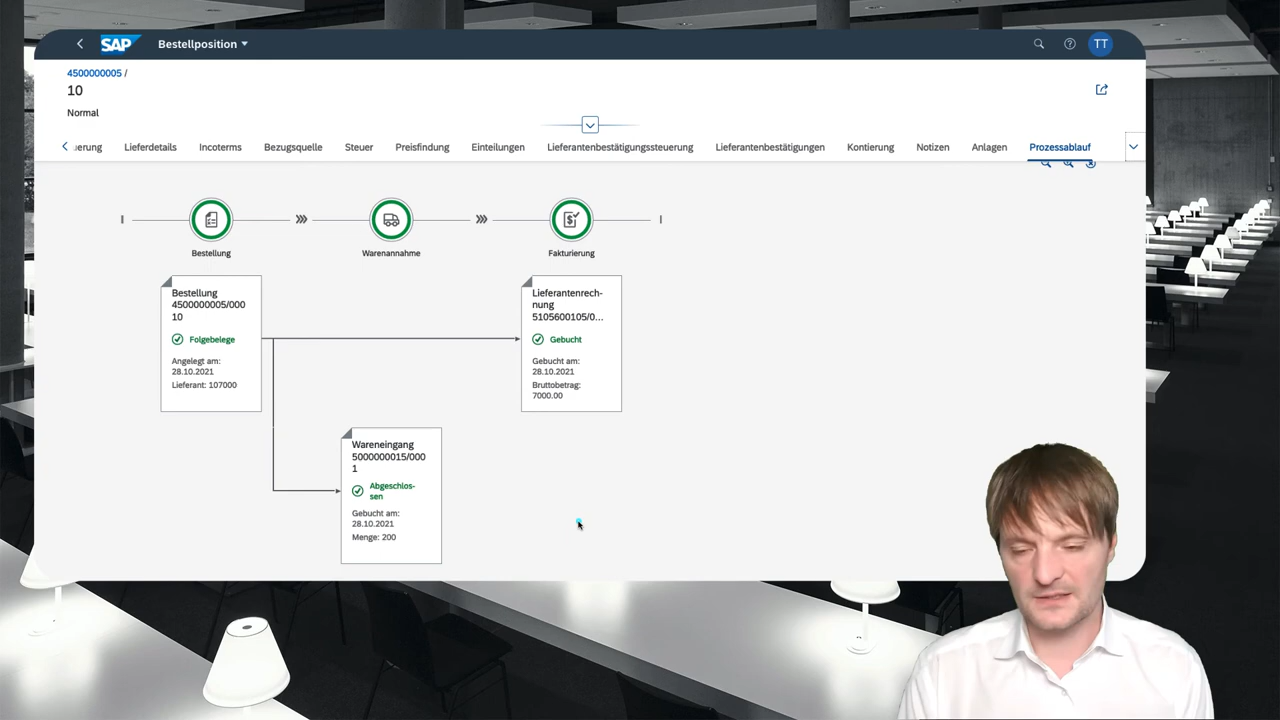 SAP
Bestellposition
TT
4500000005 /
10
Normal
uerung
Lieferdetails
Incoterms
Bezugsquelle
Steuer
Preisfindung
Einteilungen
Lieferantenbestätigungssteuerung
Lieferantenbestätigungen
Kontierung
Notizen
Anlagen
Prozessablauf
Bestellung
Warenannahme
Fakturierung
Bestellung
4500000005/000
10
Folgebelege
Angelegt am:
28.10.2021
Lieferant: 107000
Lieferantenrech-
nung
5105600105/0...
Gebucht
Gebucht am:
28.10.2021
Bruttobetrag:
7000.00
Wareneingang
5000000015/000
1
Abgeschlos-
sen
Gebucht am:
28.10.2021
Menge: 200